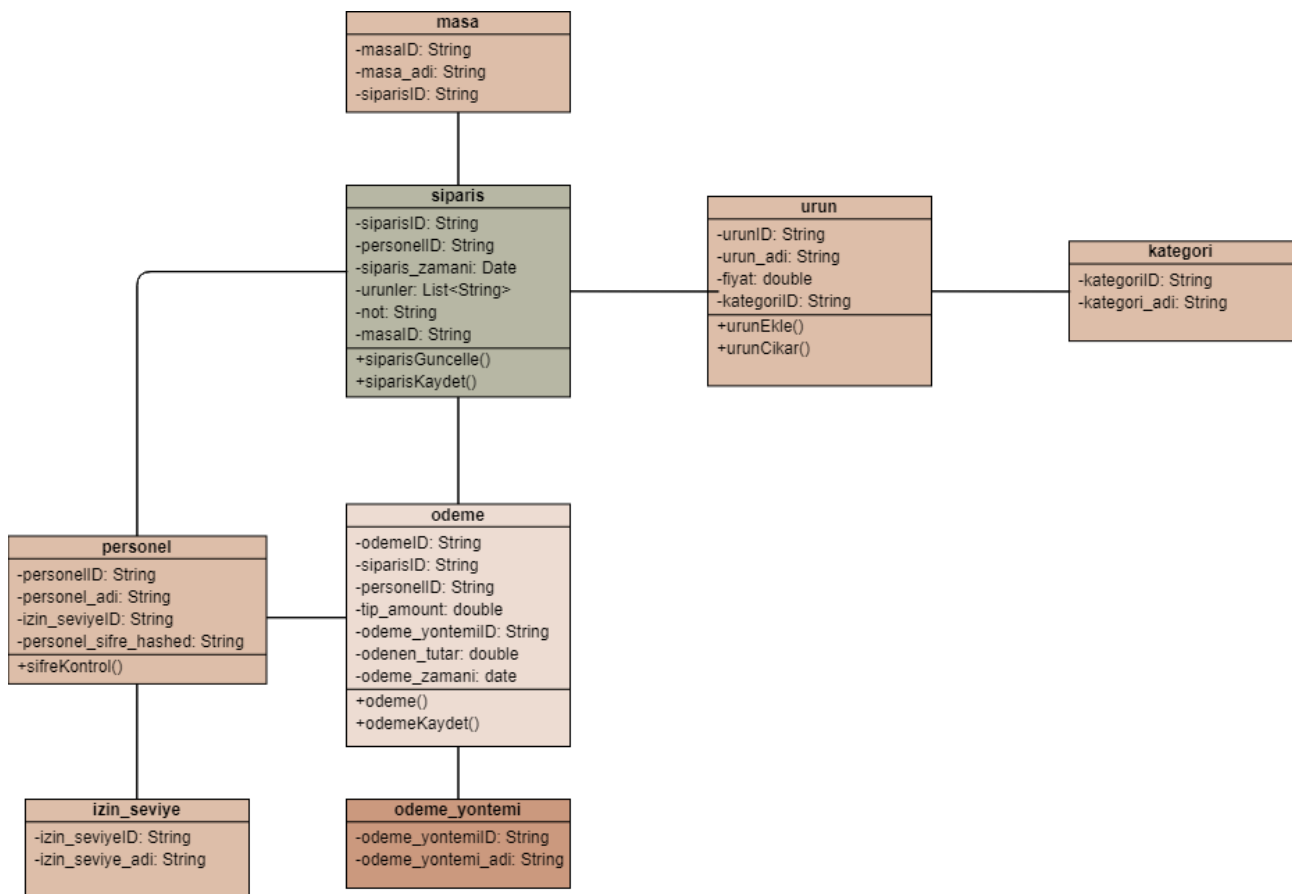 masa
-masaID: String
-masa_adi: String
-siparisID: String
siparis
-siparisID: String
-personelID: String
-siparis_zamani: Date
-urunler: List<String>
-not: String
-masaID: String
+siparisGuncelle()
+siparisKaydet()
urun
-urunID: String
-urun_adi: String
-fiyat: double
-kategoriID: String
+urunEkle()
+urunCikar()
kategori
-kategoriID: String
-kategori_adi: String
personel
-personelID: String
-personel_adi: String
-izin_seviyeID: String
-personel_sifre_hashed: String
+sifreKontrol()
odeme
-odemeID: String
-siparisID: String
-personelID: String
-tip_amount: double
-odeme_yontemiID: String
-odenen_tutar: double
-odeme_zamani: date
+odeme()
+odemeKaydet()
izin_seviye
-izin_seviyeID: String
-izin_seviye_adi: String
odeme_yontemi
-odeme_yontemiID: String
-odeme_yontemi_adi: String